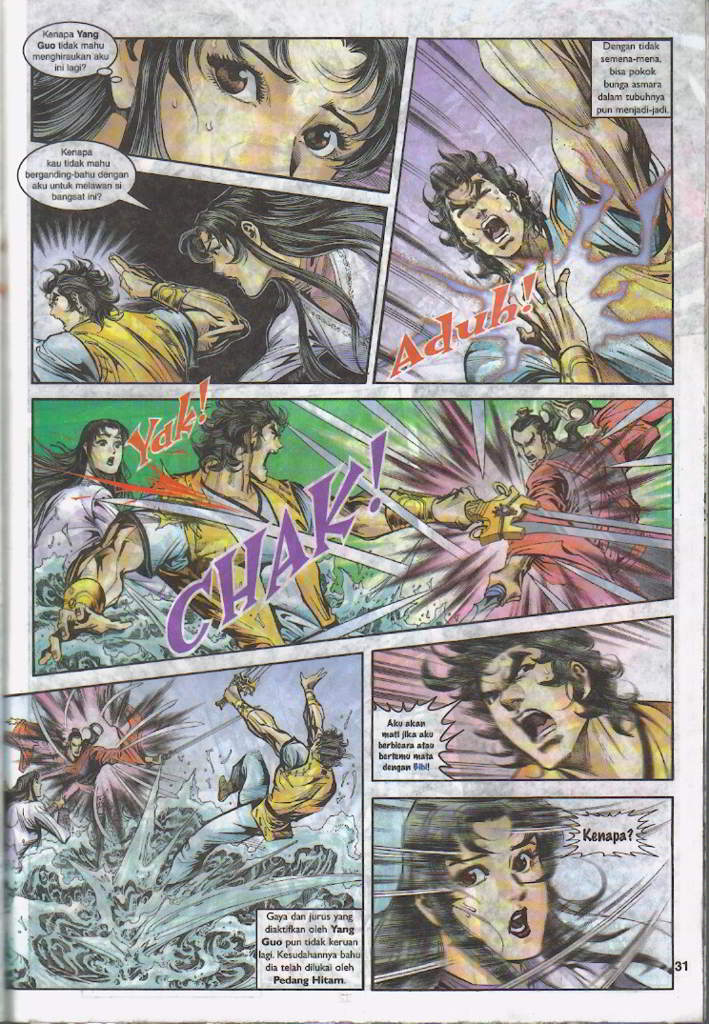 Kenapa Yang
Guo tidak mahu
menghiraukan aku
ini lagi?
Kenapa
kau tidak mahu
berganding-bahu dengan
aku untuk melawan si
bangsat ini?
Dengan tidak
semena-mena,
bisa pokok
bunga asmara
dalam tubuhnya
pun menjadi-jadi.
Aduh!
Yak!
CHAK!
Aku akan
mati jika aku
berbicara atau
bertemu mata
dengan Bibi!
Gaya dan jurus yang
diaktifkan oleh Yang
Guo pun tidak keruan
lagi. Kesudahannya bahu
dia telah dilukai oleh
Pedang Hitam.
Kenapa?
31